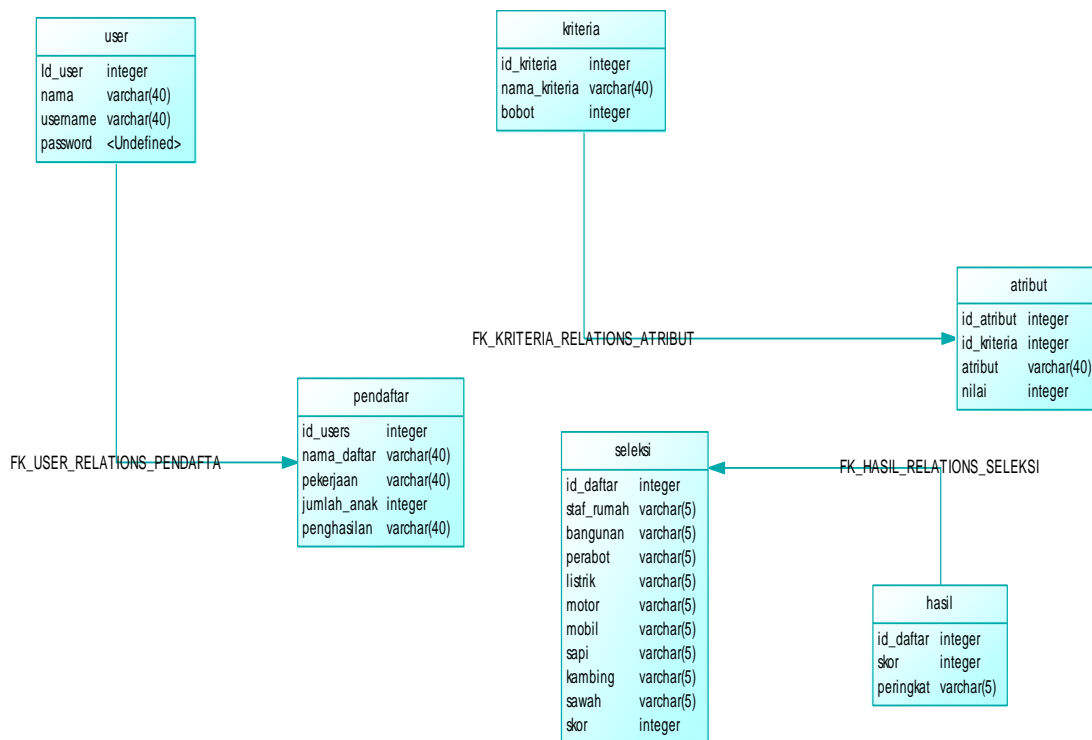 user
Id_user integer
nama varchar(40)
username varchar(40)
password <Undefined>
kriteria
id_kriteria integer
nama_kriteria varchar(40)
bobot integer
FK_KRITERIA_RELATIONS_ATRIBUT
atribut
id_atribut integer
id_kriteria integer
atribut varchar(40)
nilai integer
FK_USER_RELATIONS_PENDAFTA
pendaftar
id_users integer
nama_daftar varchar(40)
pekerjaan varchar(40)
jumlah_anak integer
penghasilan varchar(40)
seleksi
id_daftar integer
staf_rumah varchar(5)
bangunan varchar(5)
perabot varchar(5)
listrik varchar(5)
motor varchar(5)
mobil varchar(5)
sapi varchar(5)
kambing varchar(5)
sawah varchar(5)
skor integer
FK_HASIL_RELATIONS_SELEKSI
hasil
id_daftar integer
skor integer
peringkat varchar(5)